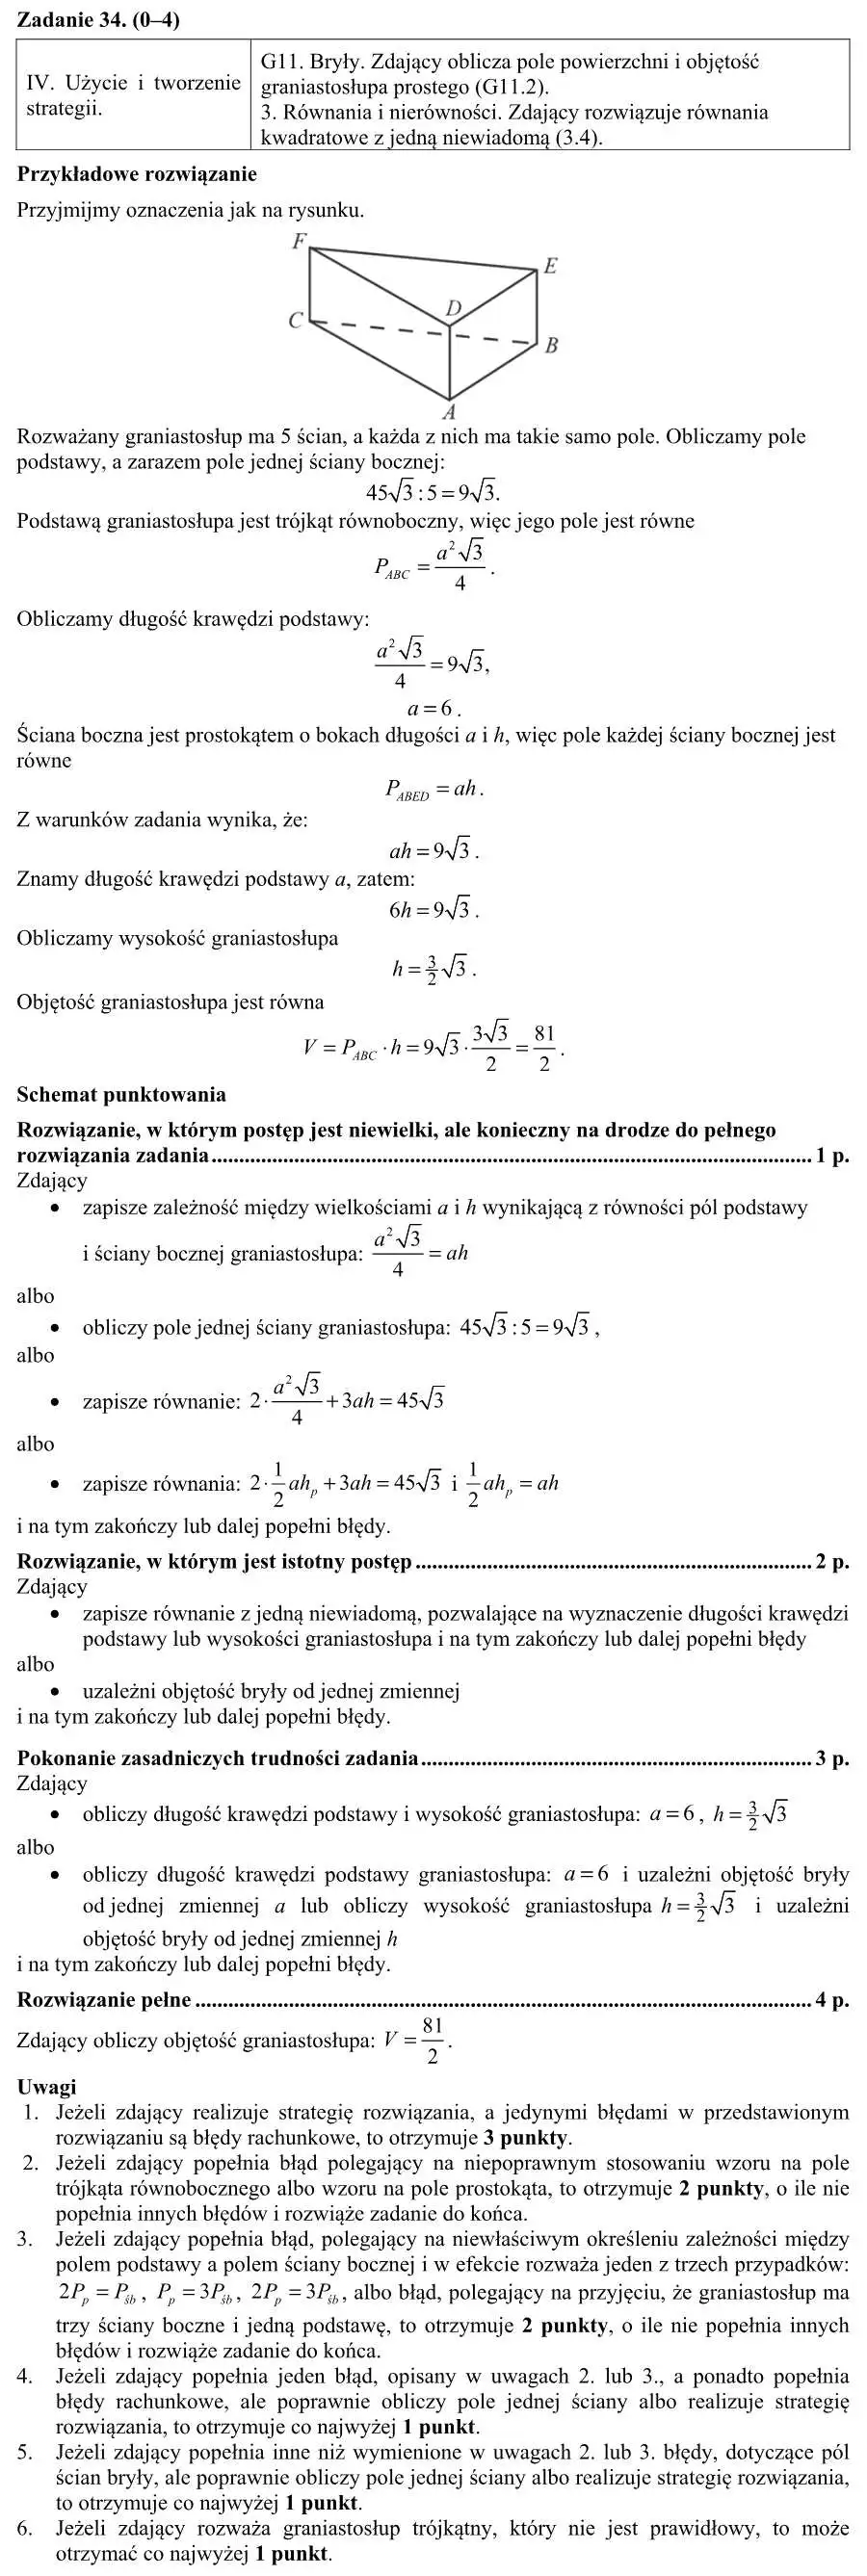 Zadanie 34. (0–4)
IV. Użycie i tworzenie strategii.
G11. Bryły. Zdający oblicza pole powierzchni i objętość
graniastosłupa prostego (G11.2).
3. Równania i nierówności. Zdający rozwiązuje równania
kwadratowe z jedną niewiadomą (3.4).
Przykładowe rozwiązanie
Przyjmijmy oznaczenia jak na rysunku.
F
E
D
C
B
A
Rozważany graniastosłup ma 5 ścian, a każda z nich ma takie samo pole. Obliczamy pole
podstawy, a zarazem pole jednej ściany bocznej:
45√3 : 5 = 9√3.
Podstawą graniastosłupa jest trójkąt równoboczny, więc jego pole jest równe
P_ABC = a²√3/4 .
Obliczamy długość krawędzi podstawy:
a²√3/4 = 9√3,
a = 6 .
Ściana boczna jest prostokątem o bokach długości a i h, więc pole każdej ściany bocznej jest
równe
P_ABED = ah .
Z warunków zadania wynika, że:
ah = 9√3 .
Znamy długość krawędzi podstawy a, zatem:
6h = 9√3 .
Obliczamy wysokość graniastosłupa
h = 3/2 √3 .
Objętość graniastosłupa jest równa
V = P_ABC · h = 9√3 · 3√3/2 = 81/2 .
Schemat punktowania
Rozwiązanie, w którym postęp jest niewielki, ale konieczny na drodze do pełnego
rozwiązania zadania.......... 1 p.
Zdający
• zapisze zależność między wielkościami a i h wynikającą z równości pól podstawy
i ściany bocznej graniastosłupa: a²√3/4 = ah
albo
• obliczy pole jednej ściany graniastosłupa: 45√3 : 5 = 9√3 ,
albo
• zapisze równanie: 2 · a²√3/4 + 3ah = 45√3
albo
• zapisze równania: 2 · 1/2 ah_p + 3ah = 45√3 i 1/2 ah_p = ah
i na tym zakończy lub dalej popełni błędy.
Rozwiązanie, w którym jest istotny postęp .......... 2 p.
Zdający
• zapisze równanie z jedną niewiadomą, pozwalające na wyznaczenie długości krawędzi
podstawy lub wysokości graniastosłupa i na tym zakończy lub dalej popełni błędy
albo
• uzależni objętość bryły od jednej zmiennej
i na tym zakończy lub dalej popełni błędy.
Pokonanie zasadniczych trudności zadania.......... 3 p.
Zdający
• obliczy długość krawędzi podstawy i wysokość graniastosłupa: a = 6 , h = 3/2 √3
albo
• obliczy długość krawędzi podstawy graniastosłupa: a = 6 i uzależni objętość bryły
od jednej zmiennej a lub obliczy wysokość graniastosłupa h = 3/2 √3 i uzależni
objętość bryły od jednej zmiennej h
i na tym zakończy lub dalej popełni błędy.
Rozwiązanie pełne .......... 4 p.
Zdający obliczy objętość graniastosłupa: V = 81/2 .
Uwagi
1. Jeżeli zdający realizuje strategię rozwiązania, a jedynymi błędami w przedstawionym
rozwiązaniu są błędy rachunkowe, to otrzymuje 3 punkty.
2. Jeżeli zdający popełnia błąd polegający na niepoprawnym stosowaniu wzoru na pole
trójkąta równobocznego albo wzoru na pole prostokąta, to otrzymuje 2 punkty, o ile nie
popełnia innych błędów i rozwiąże zadanie do końca.
3. Jeżeli zdający popełnia błąd, polegający na niewłaściwym określeniu zależności między
polem podstawy a polem ściany bocznej i w efekcie rozważa jeden z trzech przypadków:
2P_p = P_śb , P_p = 3P_śb , 2P_p = 3P_śb , albo błąd, polegający na przyjęciu, że graniastosłup ma
trzy ściany boczne i jedną podstawę, to otrzymuje 2 punkty, o ile nie popełnia innych
błędów i rozwiąże zadanie do końca.
4. Jeżeli zdający popełnia jeden błąd, opisany w uwagach 2. lub 3., a ponadto popełnia
błędy rachunkowe, ale poprawnie obliczy pole jednej ściany albo realizuje strategię
rozwiązania, to otrzymuje co najwyżej 1 punkt.
5. Jeżeli zdający popełnia inne niż wymienione w uwagach 2. lub 3. błędy, dotyczące pól
ścian bryły, ale poprawnie obliczy pole jednej ściany albo realizuje strategię rozwiązania,
to otrzymuje co najwyżej 1 punkt.
6. Jeżeli zdający rozważa graniastosłup trójkątny, który nie jest prawidłowy, to może
otrzymać co najwyżej 1 punkt.